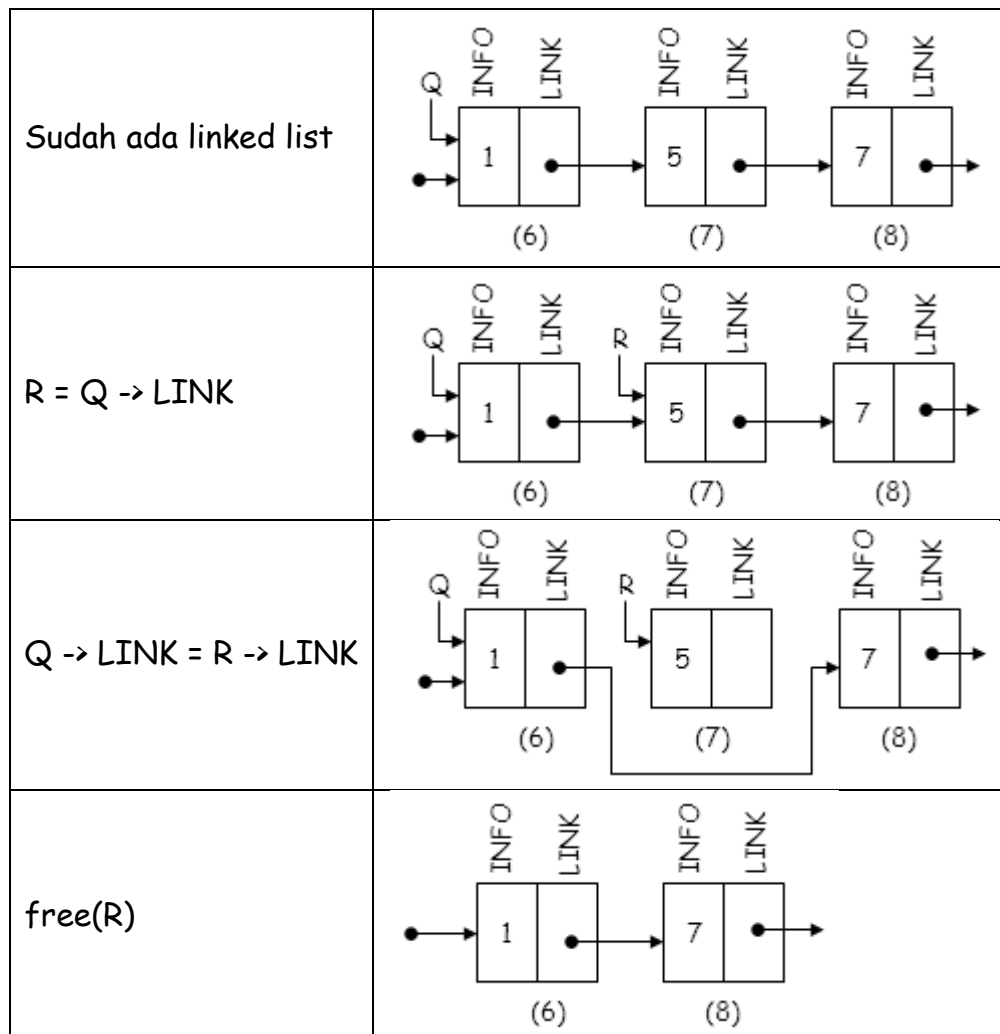 Sudah ada linked list
INFO LINK INFO LINK INFO LINK
Q
1 5 7
(6) (7) (8)
R = Q -> LINK
INFO LINK INFO LINK INFO LINK
Q R
1 5 7
(6) (7) (8)
Q -> LINK = R -> LINK
INFO LINK INFO LINK INFO LINK
Q R
1 5 7
(6) (7) (8)
free(R)
INFO LINK INFO LINK
1 7
(6) (8)